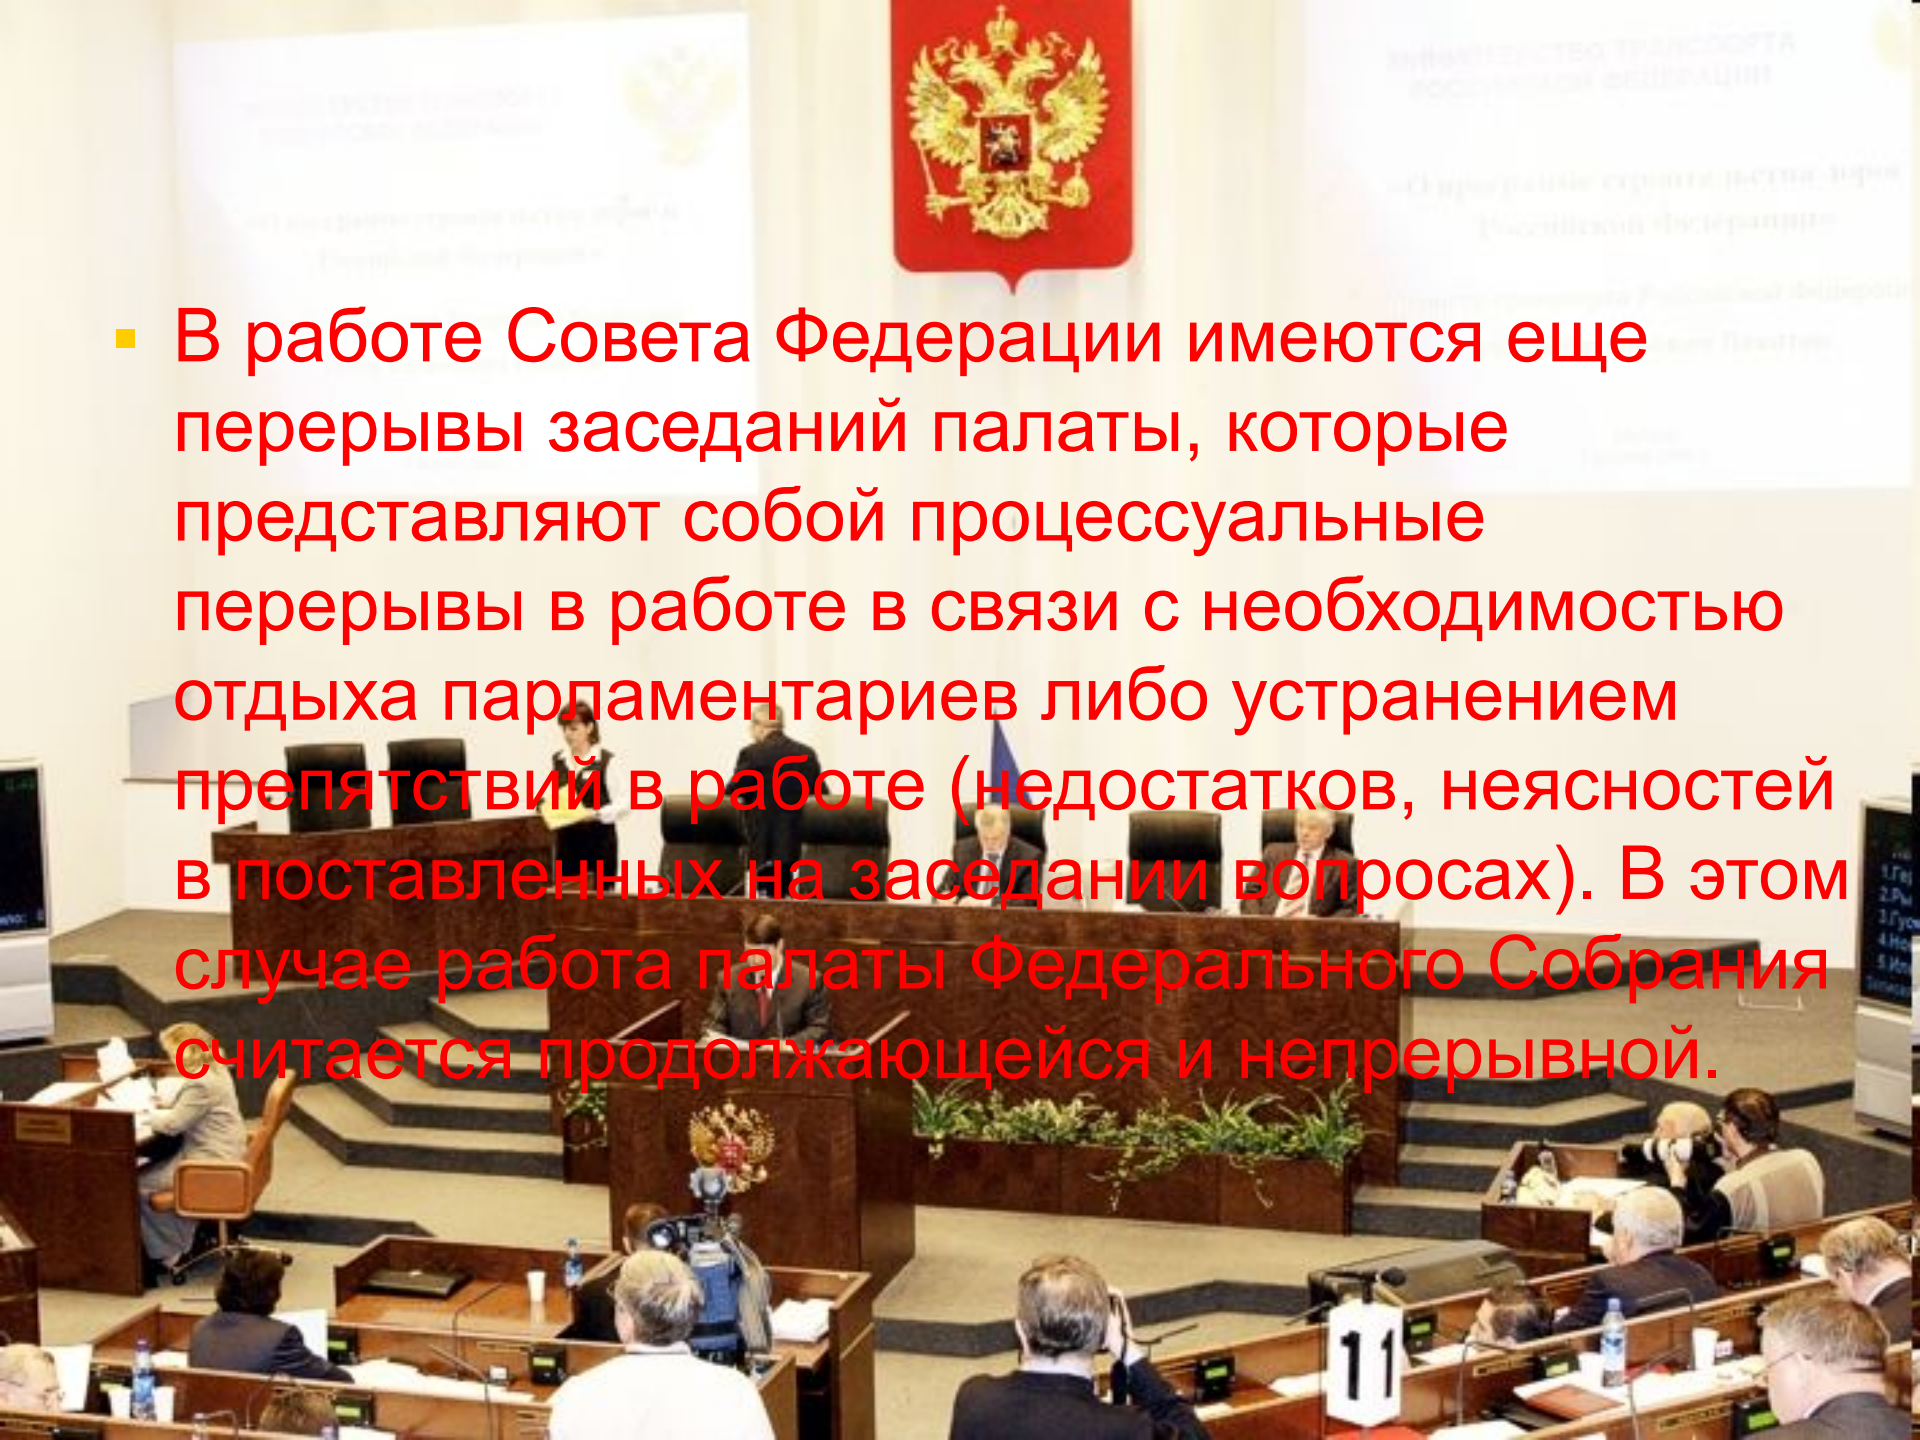 В работе Совета Федерации имеются еще
перерывы заседаний палаты, которые
представляют собой процессуальные
перерывы в работе в связи с необходимостью
отдыха парламентариев либо устранением
препятствий в работе (недостатков, неясностей
в поставленных на заседании вопросах). В этом
случае работа палаты Федерального Собрания
считается продолжающейся и непрерывной.
11